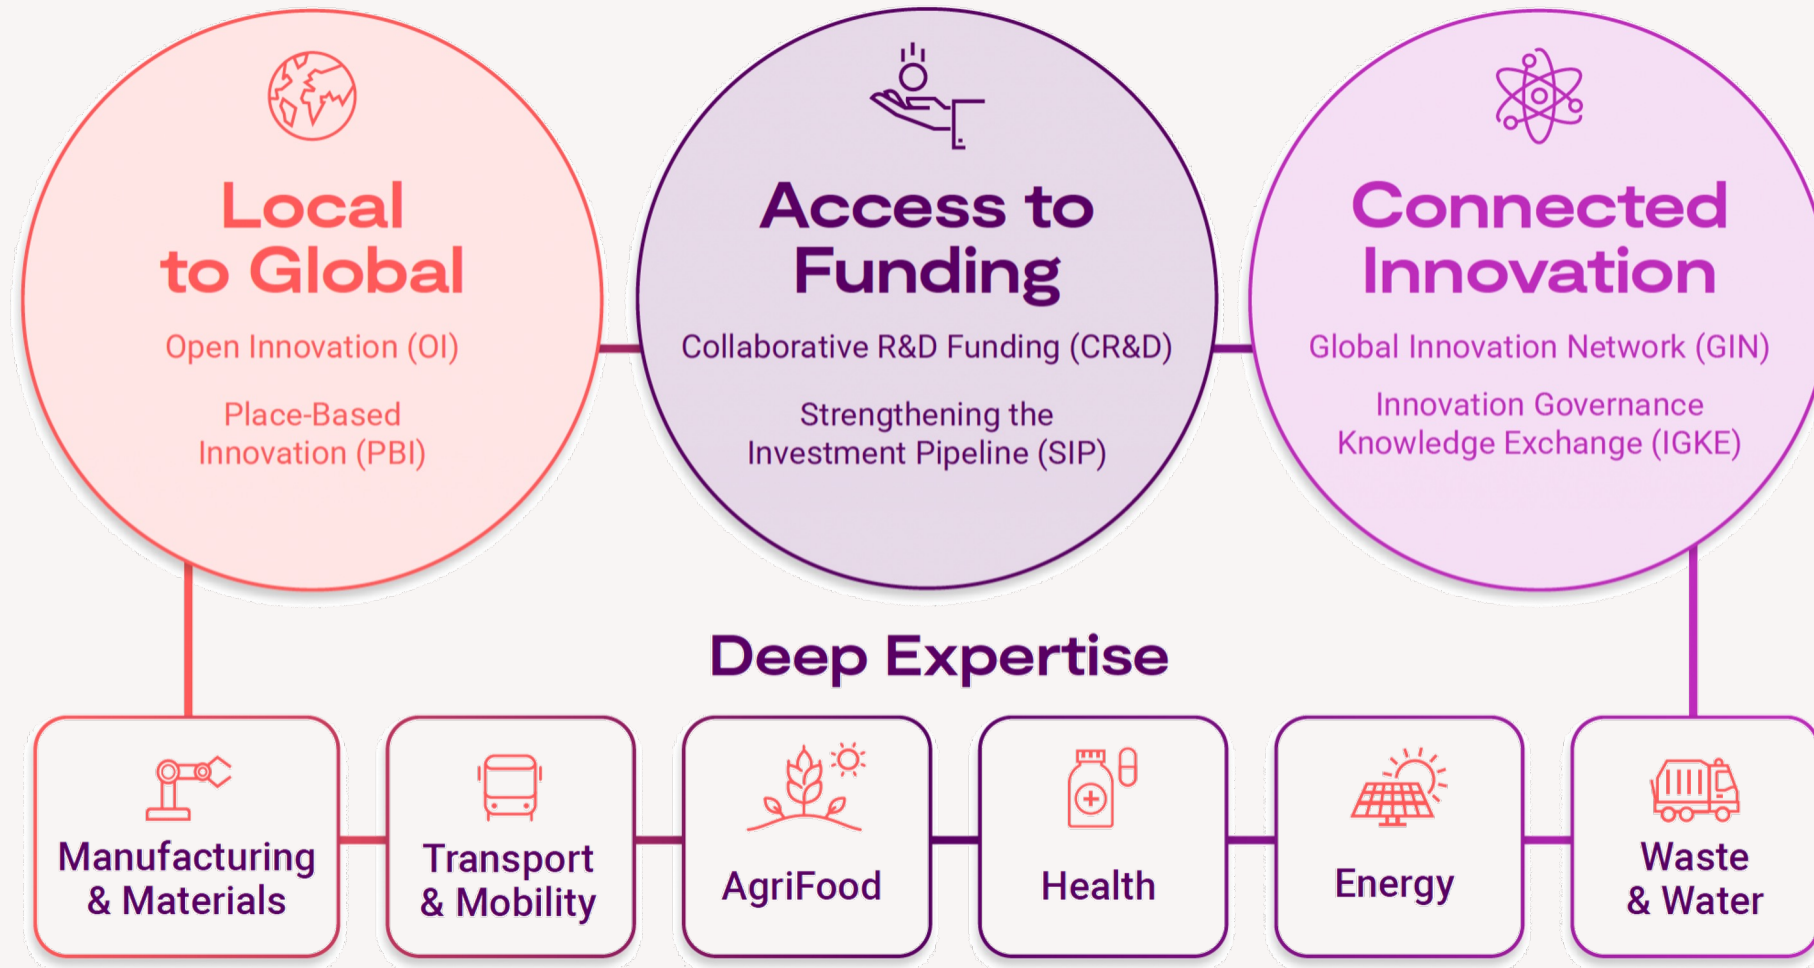 Local
to Global
Open Innovation (OI)
Place-Based
Innovation (PBI)
Access to
Funding
Collaborative R&D Funding (CR&D)
Strengthening the
Investment Pipeline (SIP)
Connected
Innovation
Global Innovation Network (GIN)
Innovation Governance
Knowledge Exchange (IGKE)
Deep Expertise
Manufacturing
& Materials
Transport
& Mobility
AgriFood
Health
Energy
Waste
& Water